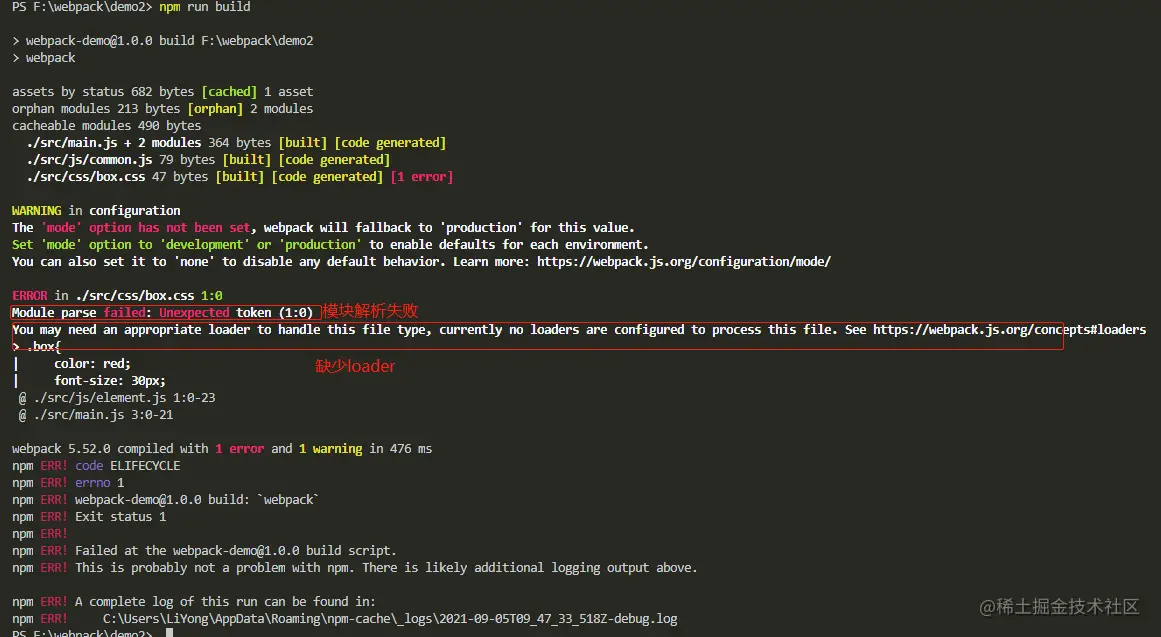 PS F:\webpack\demo2> npm run build
> webpack-demo@1.0.0 build F:\webpack\demo2
> webpack
assets by status 682 bytes [cached] 1 asset
orphan modules 213 bytes [orphan] 2 modules
cacheable modules 490 bytes
./src/main.js + 2 modules 364 bytes [built] [code generated]
./src/js/common.js 79 bytes [built] [code generated]
./src/css/box.css 47 bytes [built] [code generated] [1 error]
WARNING in configuration
The 'mode' option has not been set, webpack will fallback to 'production' for this value.
Set 'mode' option to 'development' or 'production' to enable defaults for each environment.
You can also set it to 'none' to disable any default behavior. Learn more: https://webpack.js.org/configuration/mode/
ERROR in ./src/css/box.css 1:0
Module parse failed: Unexpected token (1:0) 模块解析失败
You may need an appropriate loader to handle this file type, currently no loaders are configured to process this file. See https://webpack.js.org/concepts#loaders
> .box{
| color: red;
缺少loader
| font-size: 30px;
@ ./src/js/element.js 1:0-23
@ ./src/main.js 3:0-21
webpack 5.52.0 compiled with 1 error and 1 warning in 476 ms
npm ERR! code ELIFECYCLE
npm ERR! errno 1
npm ERR! webpack-demo@1.0.0 build: `webpack`
npm ERR! Exit status 1
npm ERR!
npm ERR! Failed at the webpack-demo@1.0.0 build script.
npm ERR! This is probably not a problem with npm. There is likely additional logging output above.
npm ERR! A complete log of this run can be found in:
npm ERR! C:\Users\LiYong\AppData\Roaming\npm-cache\_logs\2021-09-05T09_47_33_518Z-debug.log
PS F:\webpack\demo2>
@稀土掘金技术社区